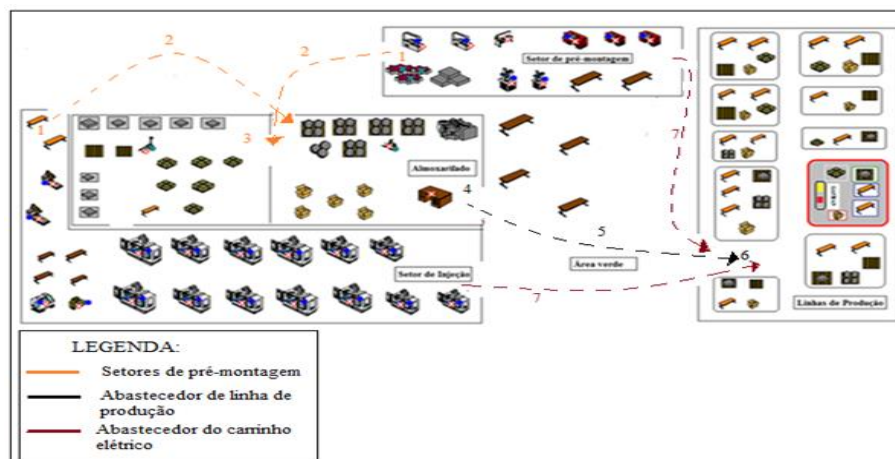 2
2
1
Setor de pré-montagem
1
3
Almoxarifado
7
4
5
6
Área verde
Setor de Injeção
7
Linhas de Produção
LEGENDA:
Setores de pré-montagem
Abastecedor de linha de
produção
Abastecedor do carrinho
elétrico